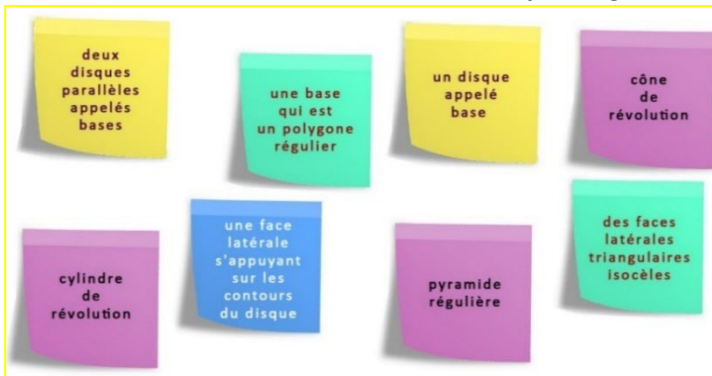 deux
disques
parallèles
appelés
bases
une base
qui est
un polygone
régulier
un disque
appelé
base
cône
de
révolution
cylindre
de
révolution
une face
latérale
s'appuyant
sur les
contours
du disque
pyramide
régulière
des faces
latérales
triangulaires
isocèles